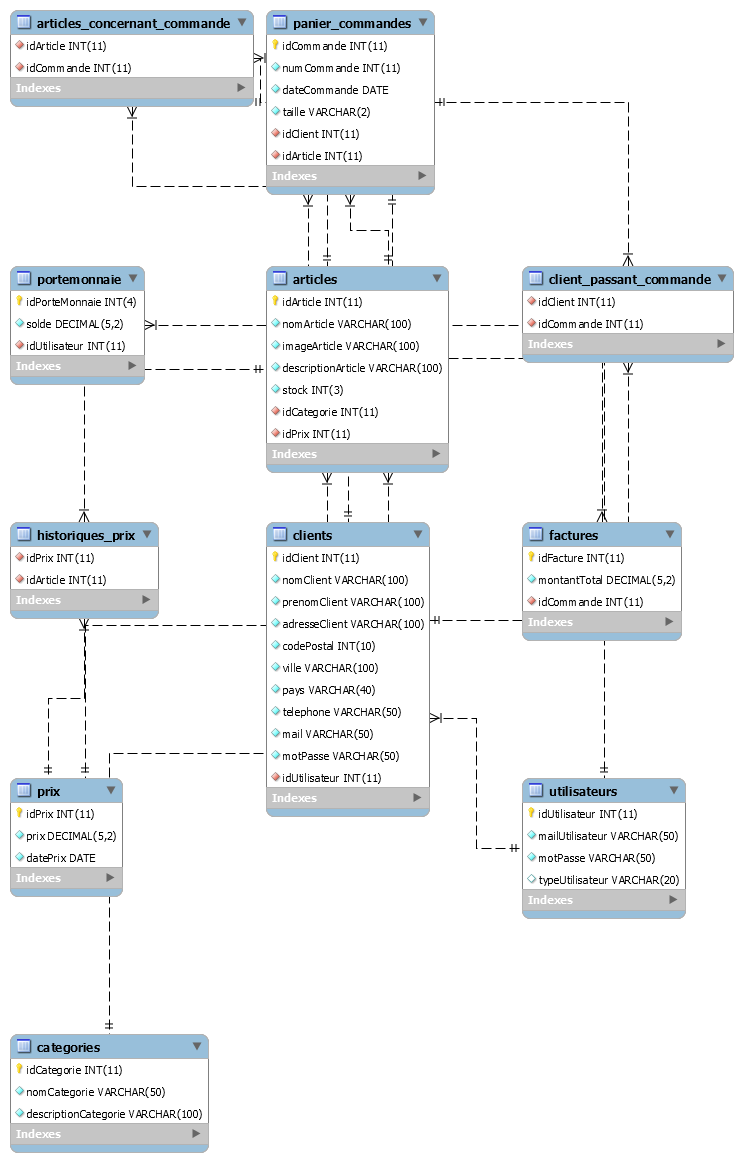 articles_concernant_commande
idArticle INT(11)
idCommande INT(11)
Indexes
panier_commandes
idCommande INT(11)
numCommande INT(11)
dateCommande DATE
taille VARCHAR(2)
idClient INT(11)
idArticle INT(11)
Indexes
portemonnaie
idPorteMonnaie INT(4)
solde DECIMAL(5,2)
idUtilisateur INT(11)
Indexes
articles
idArticle INT(11)
nomArticle VARCHAR(100)
imageArticle VARCHAR(100)
descriptionArticle VARCHAR(100)
stock INT(3)
idCategorie INT(11)
idPrix INT(11)
Indexes
client_passant_commande
idClient INT(11)
idCommande INT(11)
Indexes
historiques_prix
idPrix INT(11)
idArticle INT(11)
Indexes
clients
idClient INT(11)
nomClient VARCHAR(100)
prenomClient VARCHAR(100)
adresseClient VARCHAR(100)
codePostal INT(10)
ville VARCHAR(100)
pays VARCHAR(40)
telephone VARCHAR(50)
mail VARCHAR(50)
motPasse VARCHAR(50)
idUtilisateur INT(11)
Indexes
factures
idFacture INT(11)
montantTotal DECIMAL(5,2)
idCommande INT(11)
Indexes
prix
idPrix INT(11)
prix DECIMAL(5,2)
datePrix DATE
Indexes
utilisateurs
idUtilisateur INT(11)
mailUtilisateur VARCHAR(50)
motPasse VARCHAR(50)
typeUtilisateur VARCHAR(20)
Indexes
categories
idCategorie INT(11)
nomCategorie VARCHAR(50)
descriptionCategorie VARCHAR(100)
Indexes